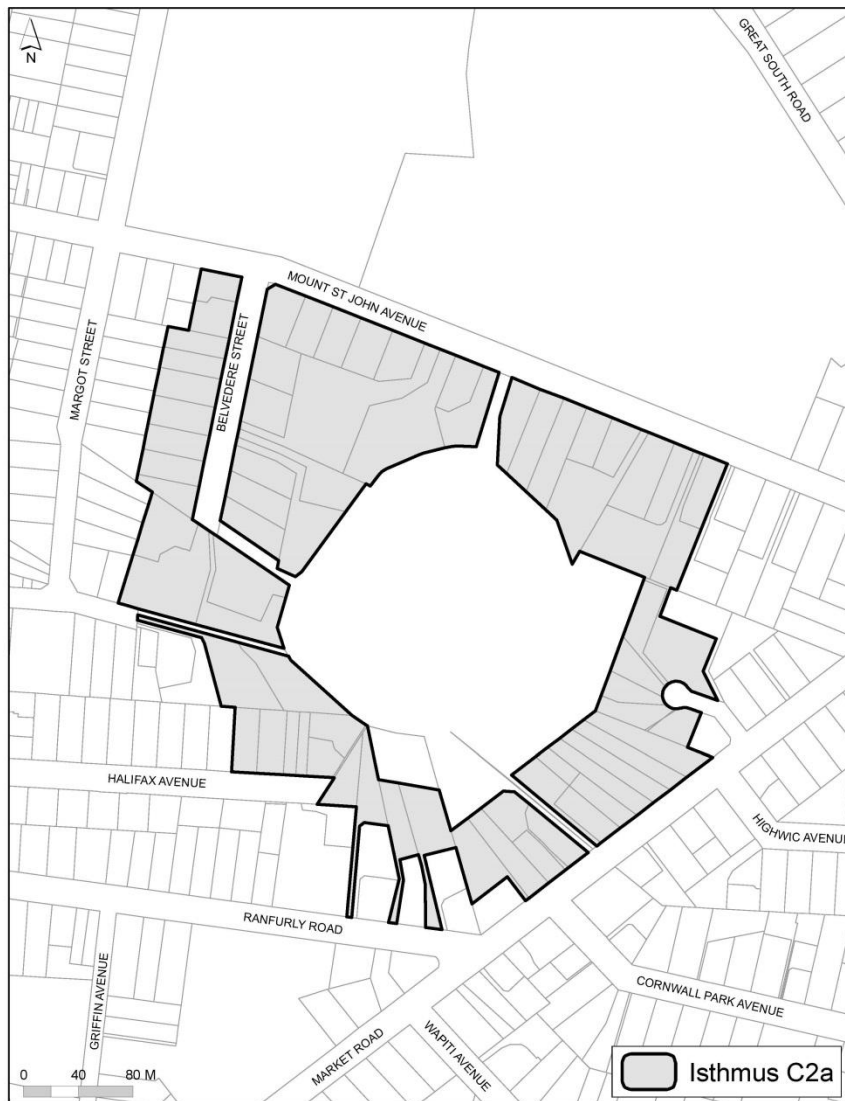 N
GREAT SOUTH ROAD
MOUNT ST JOHN AVENUE
MARGOT STREET
BELVEDERE STREET
HALIFAX AVENUE
HIGHWIC AVENUE
RANFURLY ROAD
GRIFFIN AVENUE
CORNWALL PARK AVENUE
MARKET ROAD
WAPITI AVENUE
0 40 80 M
Isthmus C2a